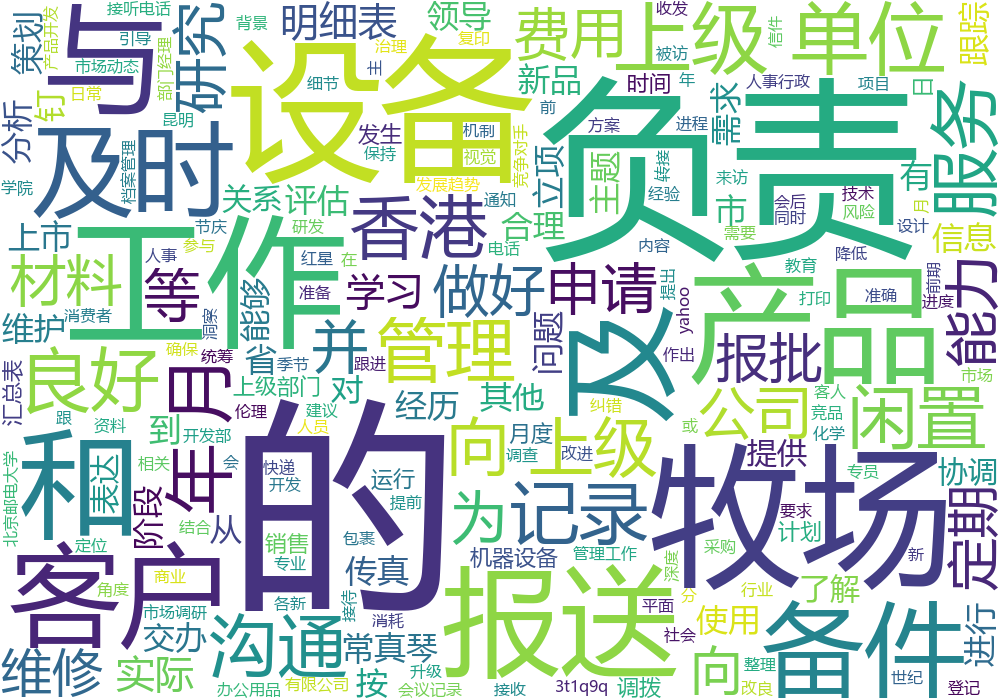 接听电话
背景
与
明细表
领导
收发
费用
上级
单位
信件
跟踪
策划
产品开发
引导
市场动态
部门经理
研究
设备
治理
复印
主
细节
被访
新品
时间
年
人事行政
项目
日
分析
钉
日常
昆明
及时
发生
机制
前
负责
需求
方案
进程
服务
保持
视觉
竞争对手
档案管理
学院
关系
评估
发展趋势
通知
立项
主题
转接
经验
来访
会后
同时
技术
风险
有
上市
节庆
参与
研发
香港
合理
电话
市
需要
月
设计
信息
材料
工作
人事
等
红星
在
准备
学习
做好
申请
内容
提出
教育
降低
打印
准确
前期
进度
能力
维护
消费者
洞察
能够
省
并
管理
问题
及
yahoo
产品
报批
作出
市场
汇总表
良好
确保
统筹
月
季节
跟进
上级部门
对
经历
其他
纠错
公司
客人
竞品
闲置
伦理
建议
到
跟
资料
开发部
人员
向
上级
月度
或
化学
提供
北京邮电大学
和
表达
相关
阶段
年
会
的
快递
开发
运行
提前
为
记录
调查
改进
牧场
专员
协调
定期
要求
计划
定位
结合
从
销售
专业
包裹
传真
机器设备
管理工作
深度
采购
新
客户
角度
商业
市场调研
各新
接待
消耗
报送
平面
分
行业
了解
进行
交办
沟通
常真琴
社会
使用
备件
维修
实际
按
升级
向
整理
世纪
办公用品
有限公司
会议记录
接收
3t1q9q
调拨
改良
登记